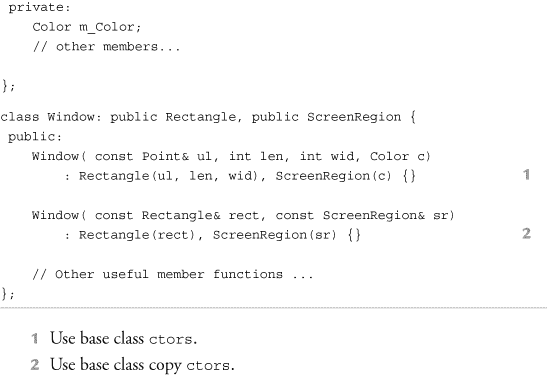 private:
Color m_Color;
// other members...
};
class Window: public Rectangle, public ScreenRegion {
public:
Window( const Point& ul, int len, int wid, Color c)
: Rectangle(ul, len, wid), ScreenRegion(c) {} 1
Window( const Rectangle& rect, const ScreenRegion& sr)
: Rectangle(rect), ScreenRegion(sr) {} 2
// Other useful member functions ...
};
1 Use base class ctors.
2 Use base class copy ctors.